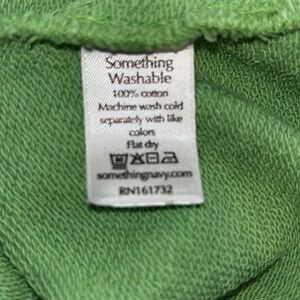 Something
Washable
100% cotton
Machine wash cold
separately with like
colors
Flat dry
somethingnavy.com
RN161732